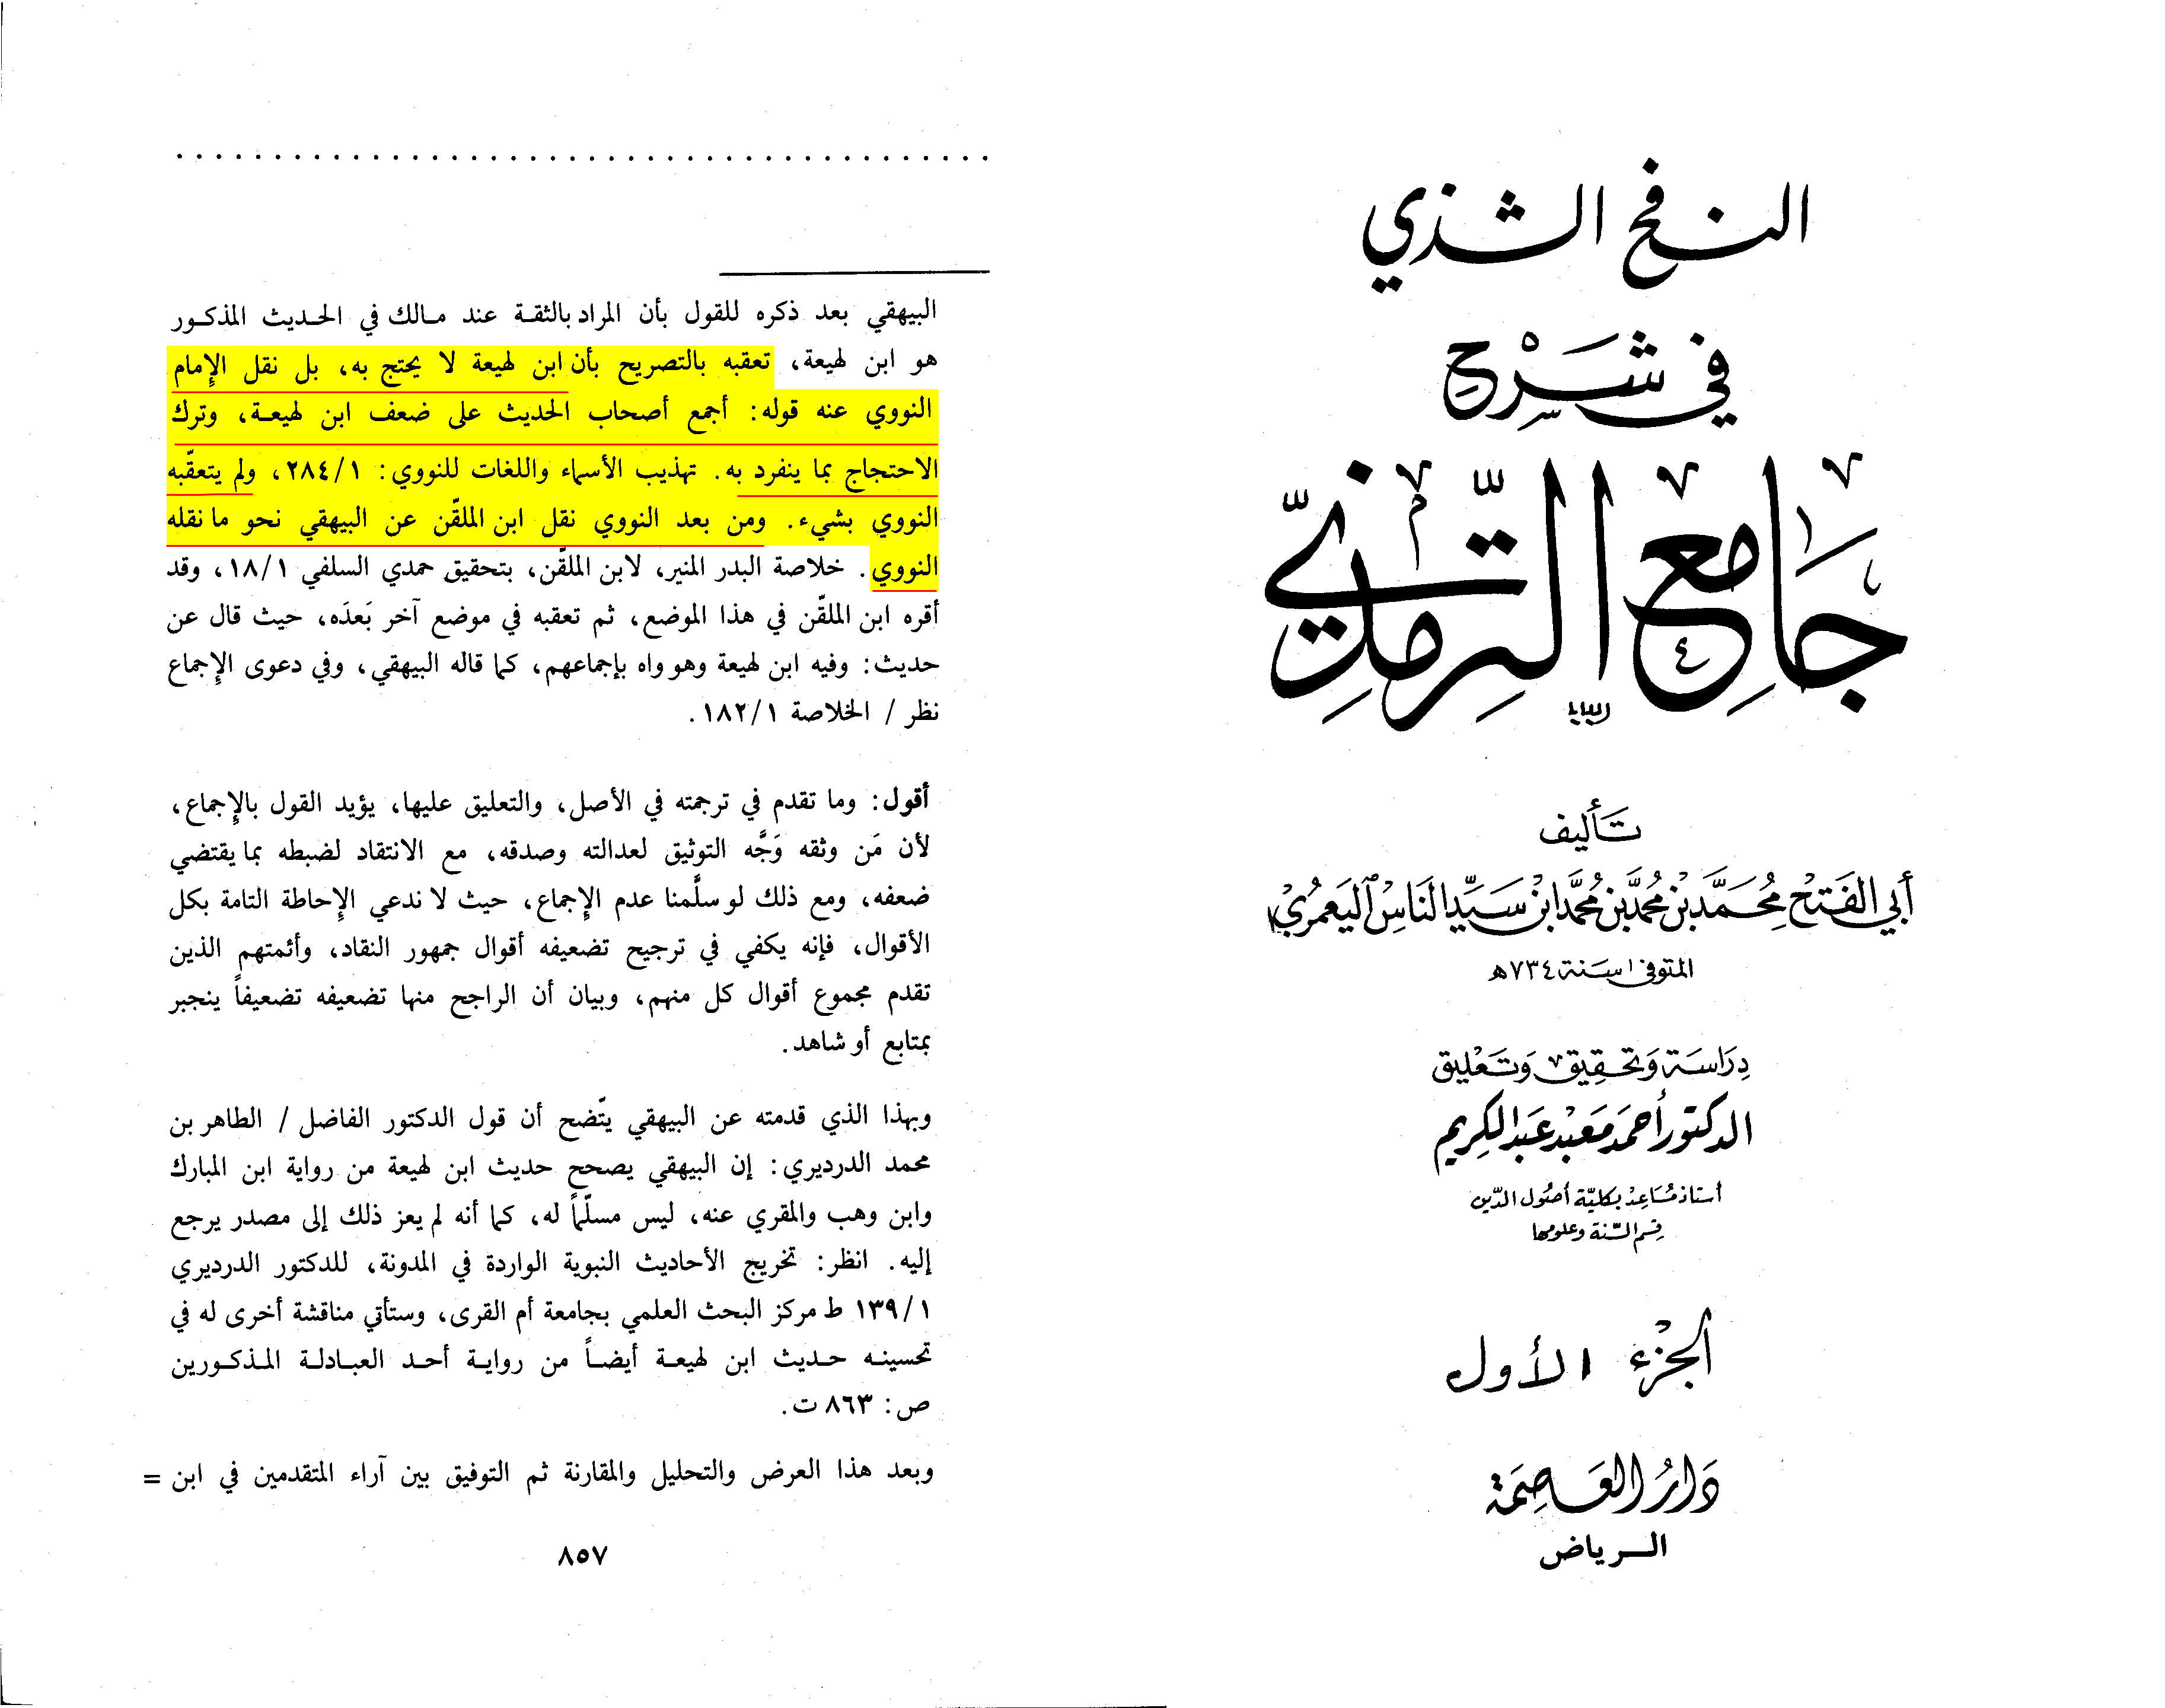 النفح الشذي
في شرح
جامع الترمذي
تأليف
أبي الفتح محمد بن محمد بن محمد ابن سيد الناس اليعمري
المتوفى سنة ٧٣٤هـ
دراسة وتحقيق وتعليق
الدكتور أحمد معبد عبد الكريم
أستاذ مساعد بكلية أصول الدين
قسم السنة وعلومها
الجزء الأول
دار العاصمة
الرياض
البيهقي بعد ذكره للقول بأن المراد بالثقة عند مالك في الحديث المذكور
هو ابن لهيعة، تعقبه بالتصريح بأن ابن لهيعة لا يحتج به، بل نقل الإمام
النووي عنه قوله: أجمع أصحاب الحديث على ضعف ابن لهيعة، وترك
الاحتجاج بما ينفرد به. تهذيب الأسماء واللغات للنووي: ٢٨٤/١، ولم يتعقّبه
النووي بشيء. ومن بعد النووي نقل ابن الملقّن عن البيهقي نحو ما نقله
النووي. خلاصة البدر المنير، لابن الملقّن، بتحقيق حمدي السلفي ١٨/١، وقد
أقره ابن الملقّن في هذا الموضع، ثم تعقبه في موضع آخر بَعدَه، حيث قال عن
حديث: وفيه ابن لهيعة وهو واه بإجماعهم، كما قاله البيهقي، وفي دعوى الإجماع
نظر / الخلاصة ١٨٢/١.
أقول: وما تقدم في ترجمته في الأصل، والتعليق عليها، يؤيد القول بالإجماع،
لأن مَن وثقه وَجَّه التوثيق لعدالته وصدقه، مع الانتقاد لضبطه بما يقتضي
ضعفه، ومع ذلك لو سلَّمنا عدم الإجماع، حيث لا ندعي الإحاطة التامة بكل
الأقوال، فإنه يكفي في ترجيح تضعيفه أقوال جمهور النقاد، وأئمتهم الذين
تقدم مجموع أقوال كل منهم، وبيان أن الراجح منها تضعيفه تضعيفاً ينجبر
بمتابع أو شاهد.
وبهذا الذي قدمته عن البيهقي يتّضح أن قول الدكتور الفاضل / الطاهر بن
محمد الدرديري: إن البيهقي يصحح حديث ابن لهيعة من رواية ابن المبارك
وابن وهب والمقري عنه، ليس مسلّماً له، كما أنه لم يعز ذلك إلى مصدر يرجع
إليه. انظر: تخريج الأحاديث النبوية الواردة في المدونة، للدكتور الدرديري
١٣٩/١ ط مركز البحث العلمي بجامعة أم القرى، وستأتي مناقشة أخرى له في
تحسينه حديث ابن لهيعة أيضاً من رواية أحد العبادلة المذكورين
ص: ٨٦٣ ت.
وبعد هذا العرض والتحليل والمقارنة ثم التوفيق بين آراء المتقدمين في ابن =
٨٥٧